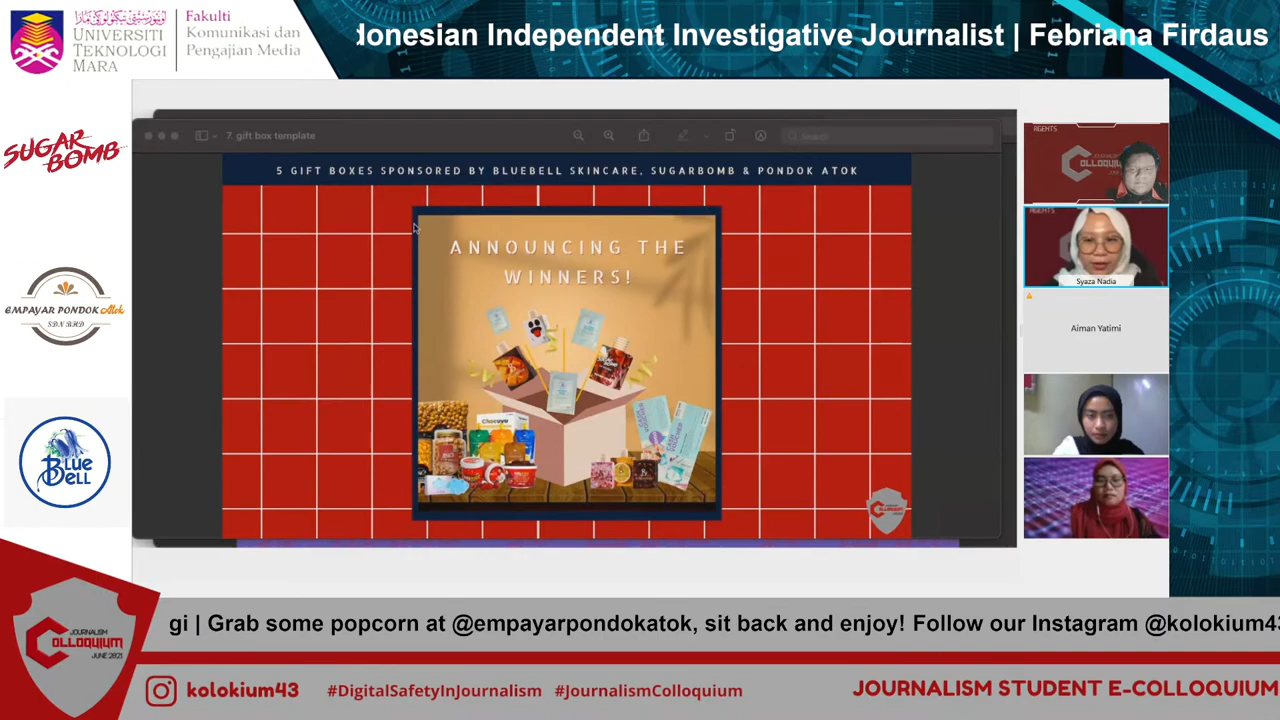 UNIVERSITI
TEKNOLOGI
MARA
Fakulti
Komunikasi dan
Pengajian Media
donesian Independent Investigative Journalist | Febriana Firdaus
SUGAR
BOMB
EMPAYAR PONDOK Atok
SDN BHD
BLUE
BELL
7. gift box template
Search
5 GIFT BOXES SPONSORED BY BLUEBELL SKINCARE, SUGARBOMB & PONDOK ATOK
ANNOUNCING THE
WINNERS!
AGENTS
AGENTS
Syaza Nadia
Aiman Yatimi
gi | Grab some popcorn at @empayarpondokatok, sit back and enjoy! Follow our Instagram @kolokium43
JOURNALISM
COLLOQUIUM
JUNE 2021
kolokium43
#DigitalSafetyInJournalism #JournalismColloquium
JOURNALISM STUDENT E-COLLOQUIUM